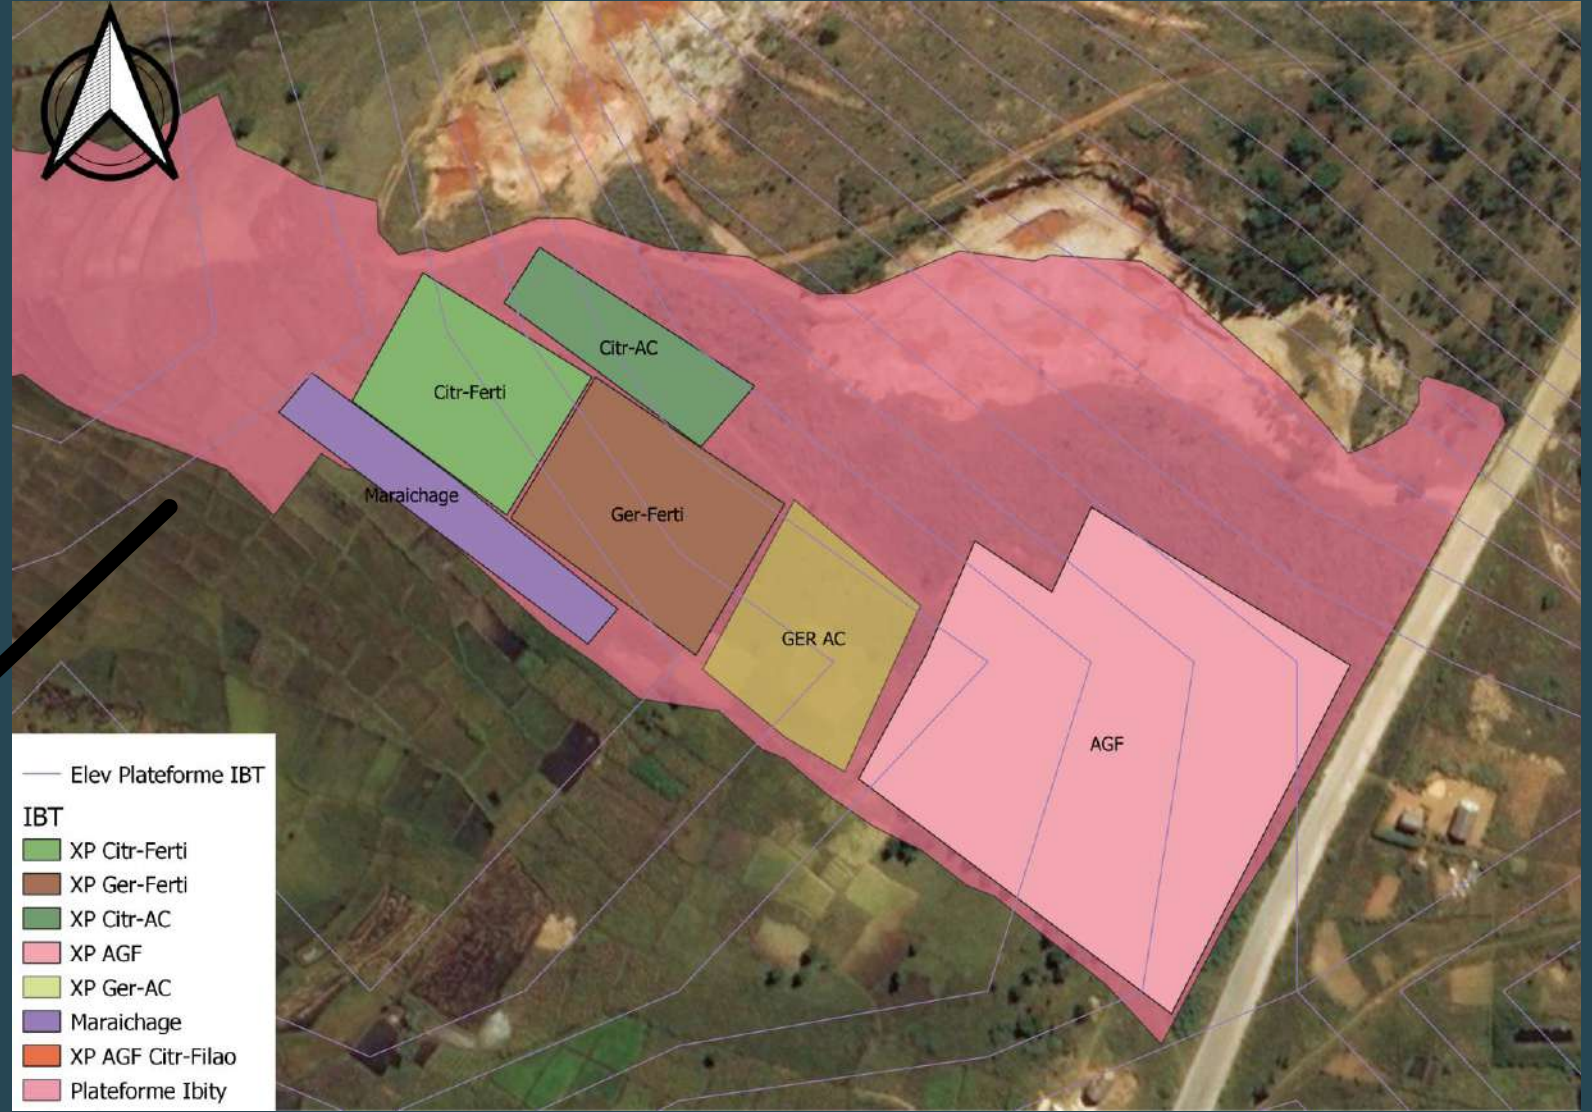 Citr-AC
Citr-Ferti
Maraichage
Ger-Ferti
GER AC
AGF
Elev Plateforme IBT
IBT
XP Citr-Ferti
XP Ger-Ferti
XP Citr-AC
XP AGF
XP Ger-AC
Maraichage
XP AGF Citr-Filao
Plateforme Ibity